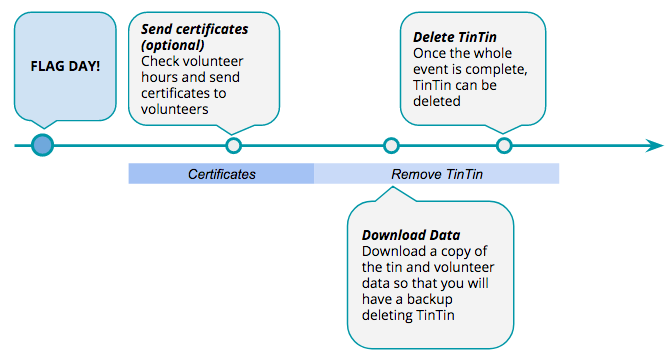 FLAG DAY!
Send certificates
(optional)
Check volunteer
hours and send
certificates to
volunteers
Delete TinTin
Once the whole
event is complete,
TinTin can be
deleted
Certificates
Remove TinTin
Download Data
Download a copy of
the tin and volunteer
data so that you will
have a backup
deleting TinTin